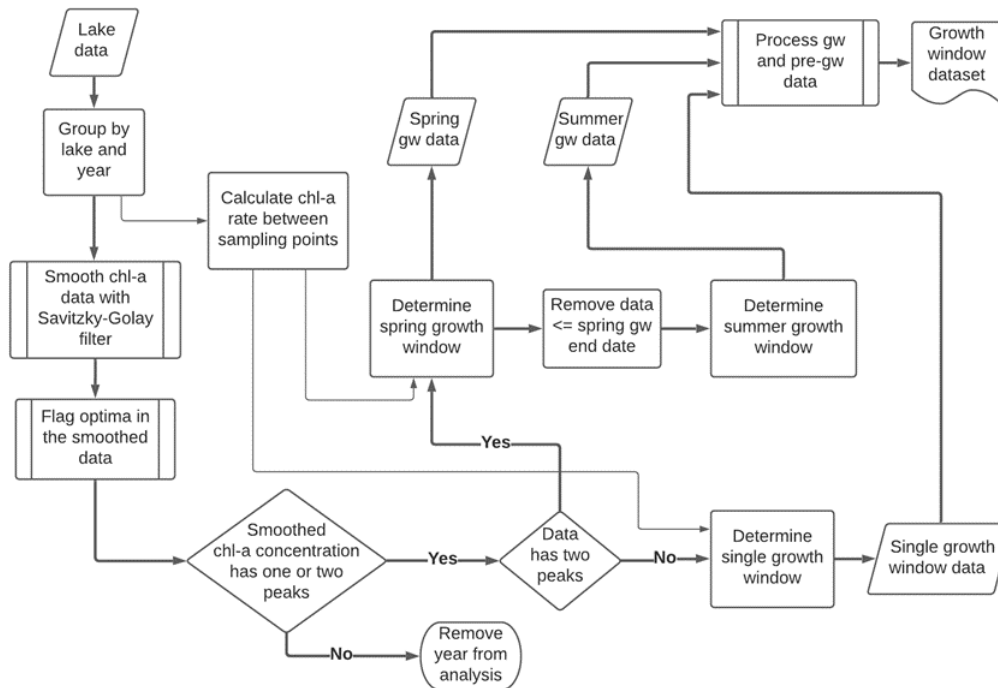 Lake
data
Group by
lake and
year
Smooth chl-a
data with
Savitzky-Golay
filter
Flag optima in
the smoothed
data
Calculate chl-a
rate between
sampling points
Smoothed
chl-a concentration
has one or two
peaks
Yes
No
Remove
year from
analysis
Data
has two
peaks
Yes
No
Determine
spring growth
window
Spring
gw data
Remove data
<= spring gw
end date
Determine
summer growth
window
Summer
gw data
Determine
single growth
window
Single growth
window data
Process gw
and pre-gw
data
Growth
window
dataset